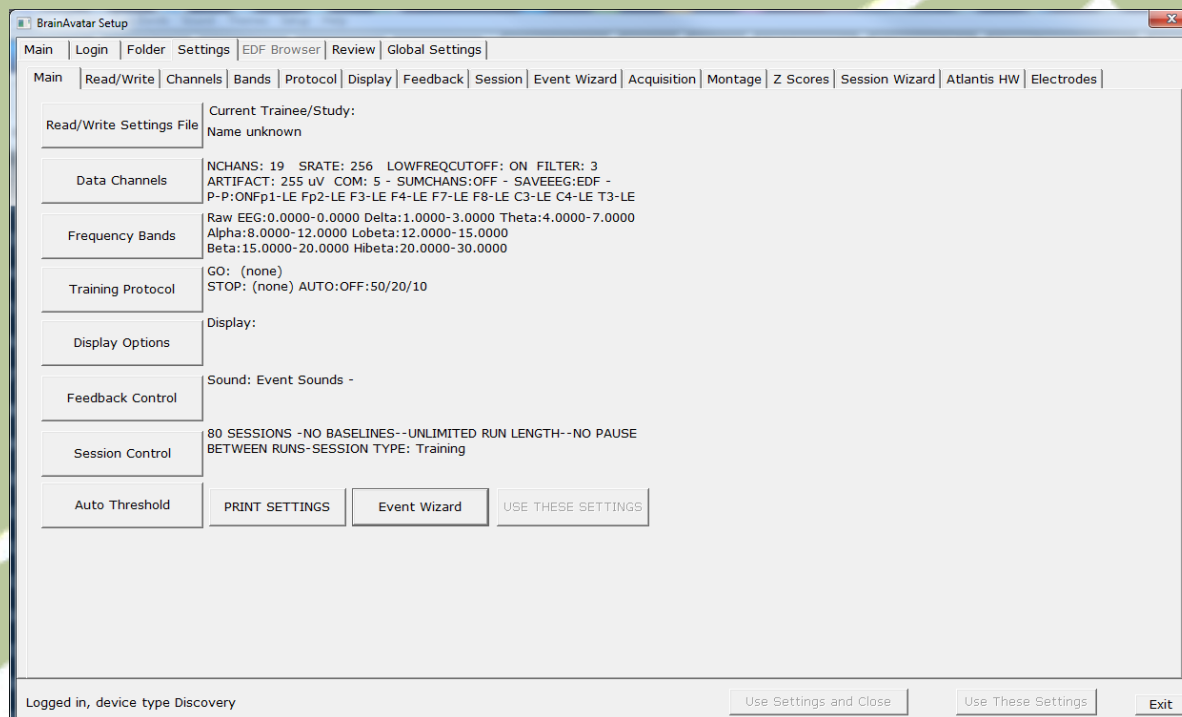 BrainAvatar Setup
Main Login Folder Settings EDF Browser Review Global Settings
Main Read/Write Channels Bands Protocol Display Feedback Session Event Wizard Acquisition Montage Z Scores Session Wizard Atlantis HW Electrodes
Read/Write Settings File
Current Trainee/Study:
Name unknown
Data Channels
NCHANS: 19 SRATE: 256 LOWFREQCUTOFF: ON FILTER: 3
ARTIFACT: 255 uV COM: 5 - SUMCHANS:OFF - SAVEEEG:EDF -
P-P:ONFp1-LE Fp2-LE F3-LE F4-LE F7-LE F8-LE C3-LE C4-LE T3-LE
Frequency Bands
Raw EEG:0.0000-0.0000 Delta:1.0000-3.0000 Theta:4.0000-7.0000
Alpha:8.0000-12.0000 Lobeta:12.0000-15.0000
Beta:15.0000-20.0000 Hibeta:20.0000-30.0000
Training Protocol
GO: (none)
STOP: (none) AUTO:OFF:50/20/10
Display Options
Display:
Feedback Control
Sound: Event Sounds -
Session Control
80 SESSIONS -NO BASELINES--UNLIMITED RUN LENGTH--NO PAUSE
BETWEEN RUNS-SESSION TYPE: Training
Auto Threshold PRINT SETTINGS Event Wizard USE THESE SETTINGS
Logged in, device type Discovery Use Settings and Close Use These Settings Exit